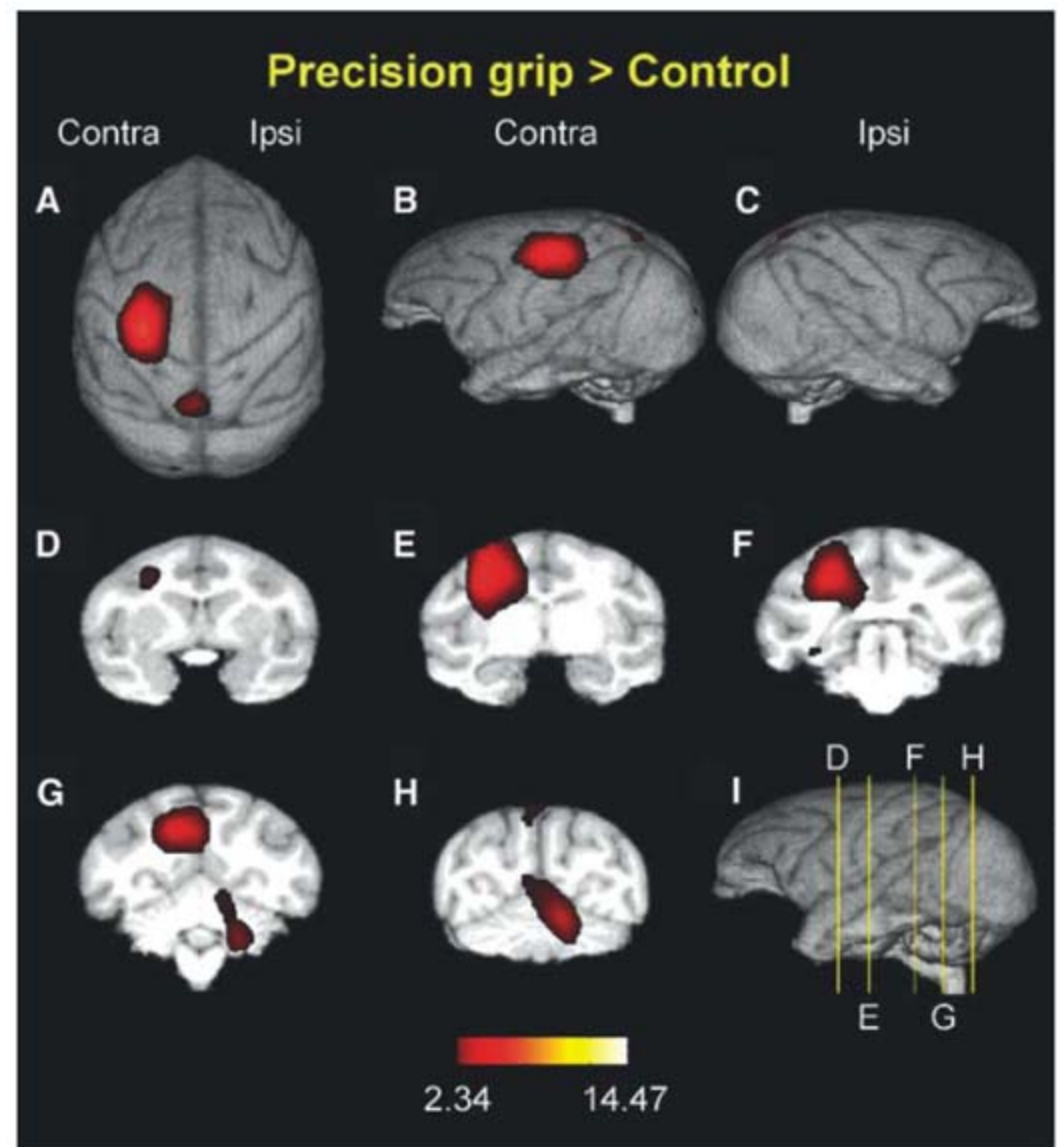 Precision grip > Control
Contra Ipsi Contra Ipsi
A B C
D E F
D F H
G H I
E G
2.34 14.47